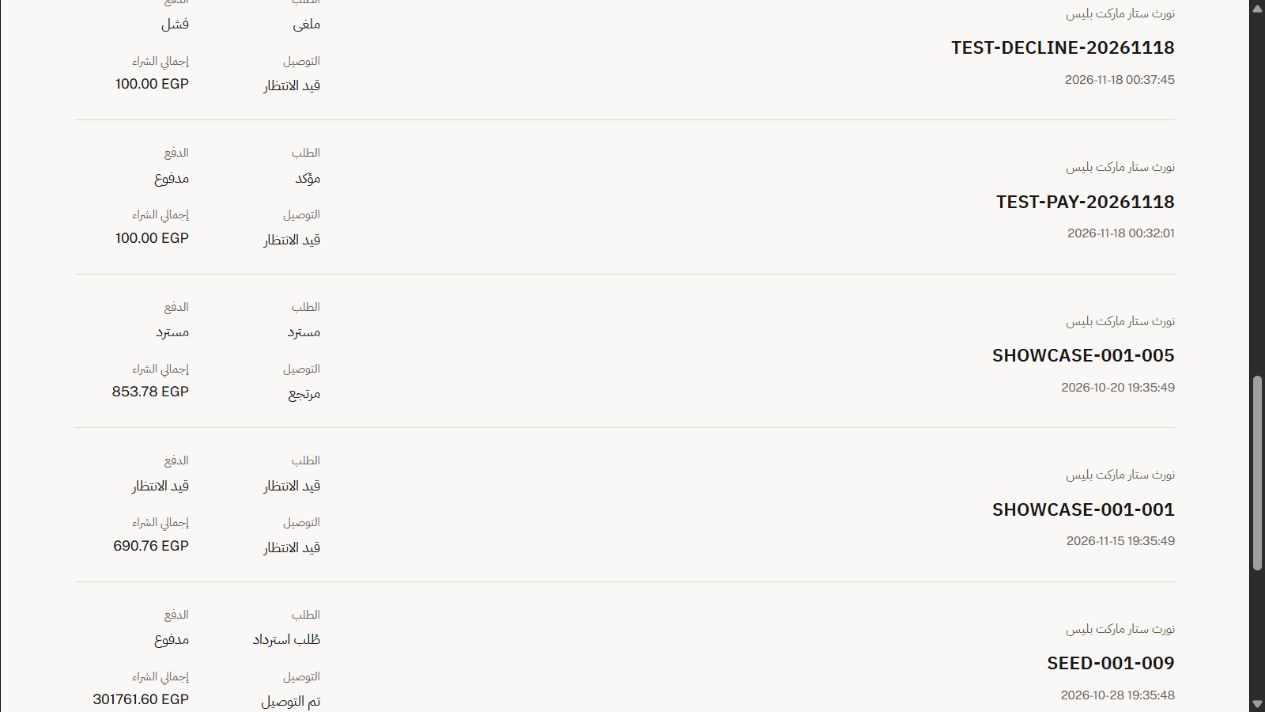 نورث ستار ماركت بليس
TEST-DECLINE-20261118
2026-11-18 00:37:45
الطلب
ملغى
الدفع
فشل
التوصيل
قيد الانتظار
إجمالي الشراء
100.00 EGP
نورث ستار ماركت بليس
TEST-PAY-20261118
2026-11-18 00:32:01
الطلب
مؤكد
الدفع
مدفوع
التوصيل
قيد الانتظار
إجمالي الشراء
100.00 EGP
نورث ستار ماركت بليس
SHOWCASE-001-005
2026-10-20 19:35:49
الطلب
مسترد
الدفع
مسترد
التوصيل
مرتجع
إجمالي الشراء
853.78 EGP
نورث ستار ماركت بليس
SHOWCASE-001-001
2026-11-15 19:35:49
الطلب
قيد الانتظار
الدفع
قيد الانتظار
التوصيل
قيد الانتظار
إجمالي الشراء
690.76 EGP
نورث ستار ماركت بليس
SEED-001-009
2026-10-28 19:35:48
الطلب
طُلب استرداد
الدفع
مدفوع
التوصيل
تم التوصيل
إجمالي الشراء
301761.60 EGP